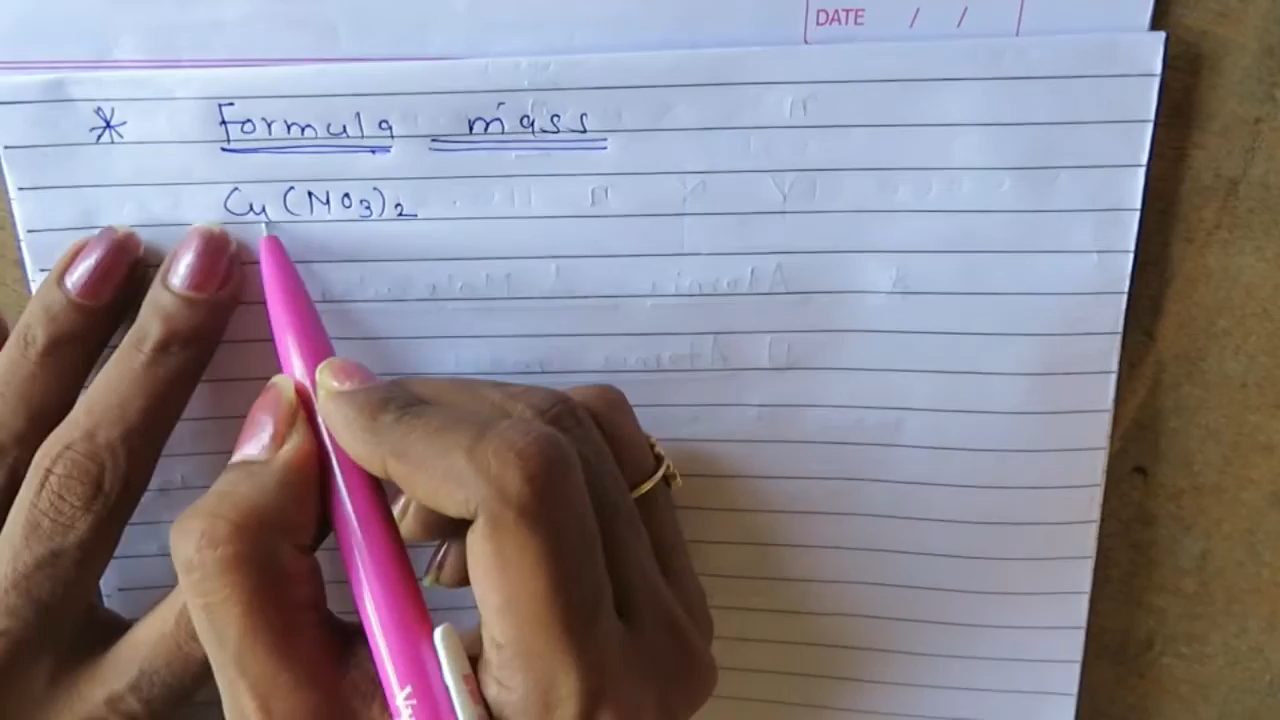 DATE / /
* Formula mass
Cu(NO3)2